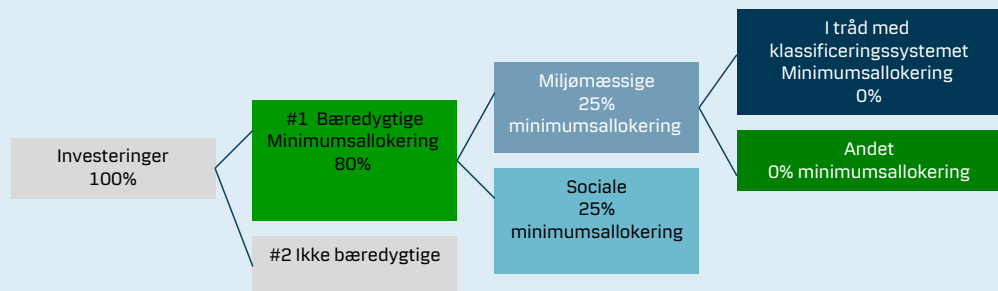 Investeringer
100%
#1 Bæredygtige
Minimumsallokering
80%
#2 Ikke bæredygtige
Miljømæssige
25%
minimumsallokering
Sociale
25%
minimumsallokering
I tråd med
klassificeringssystemet
Minimumsallokering
0%
Andet
0% minimumsallokering